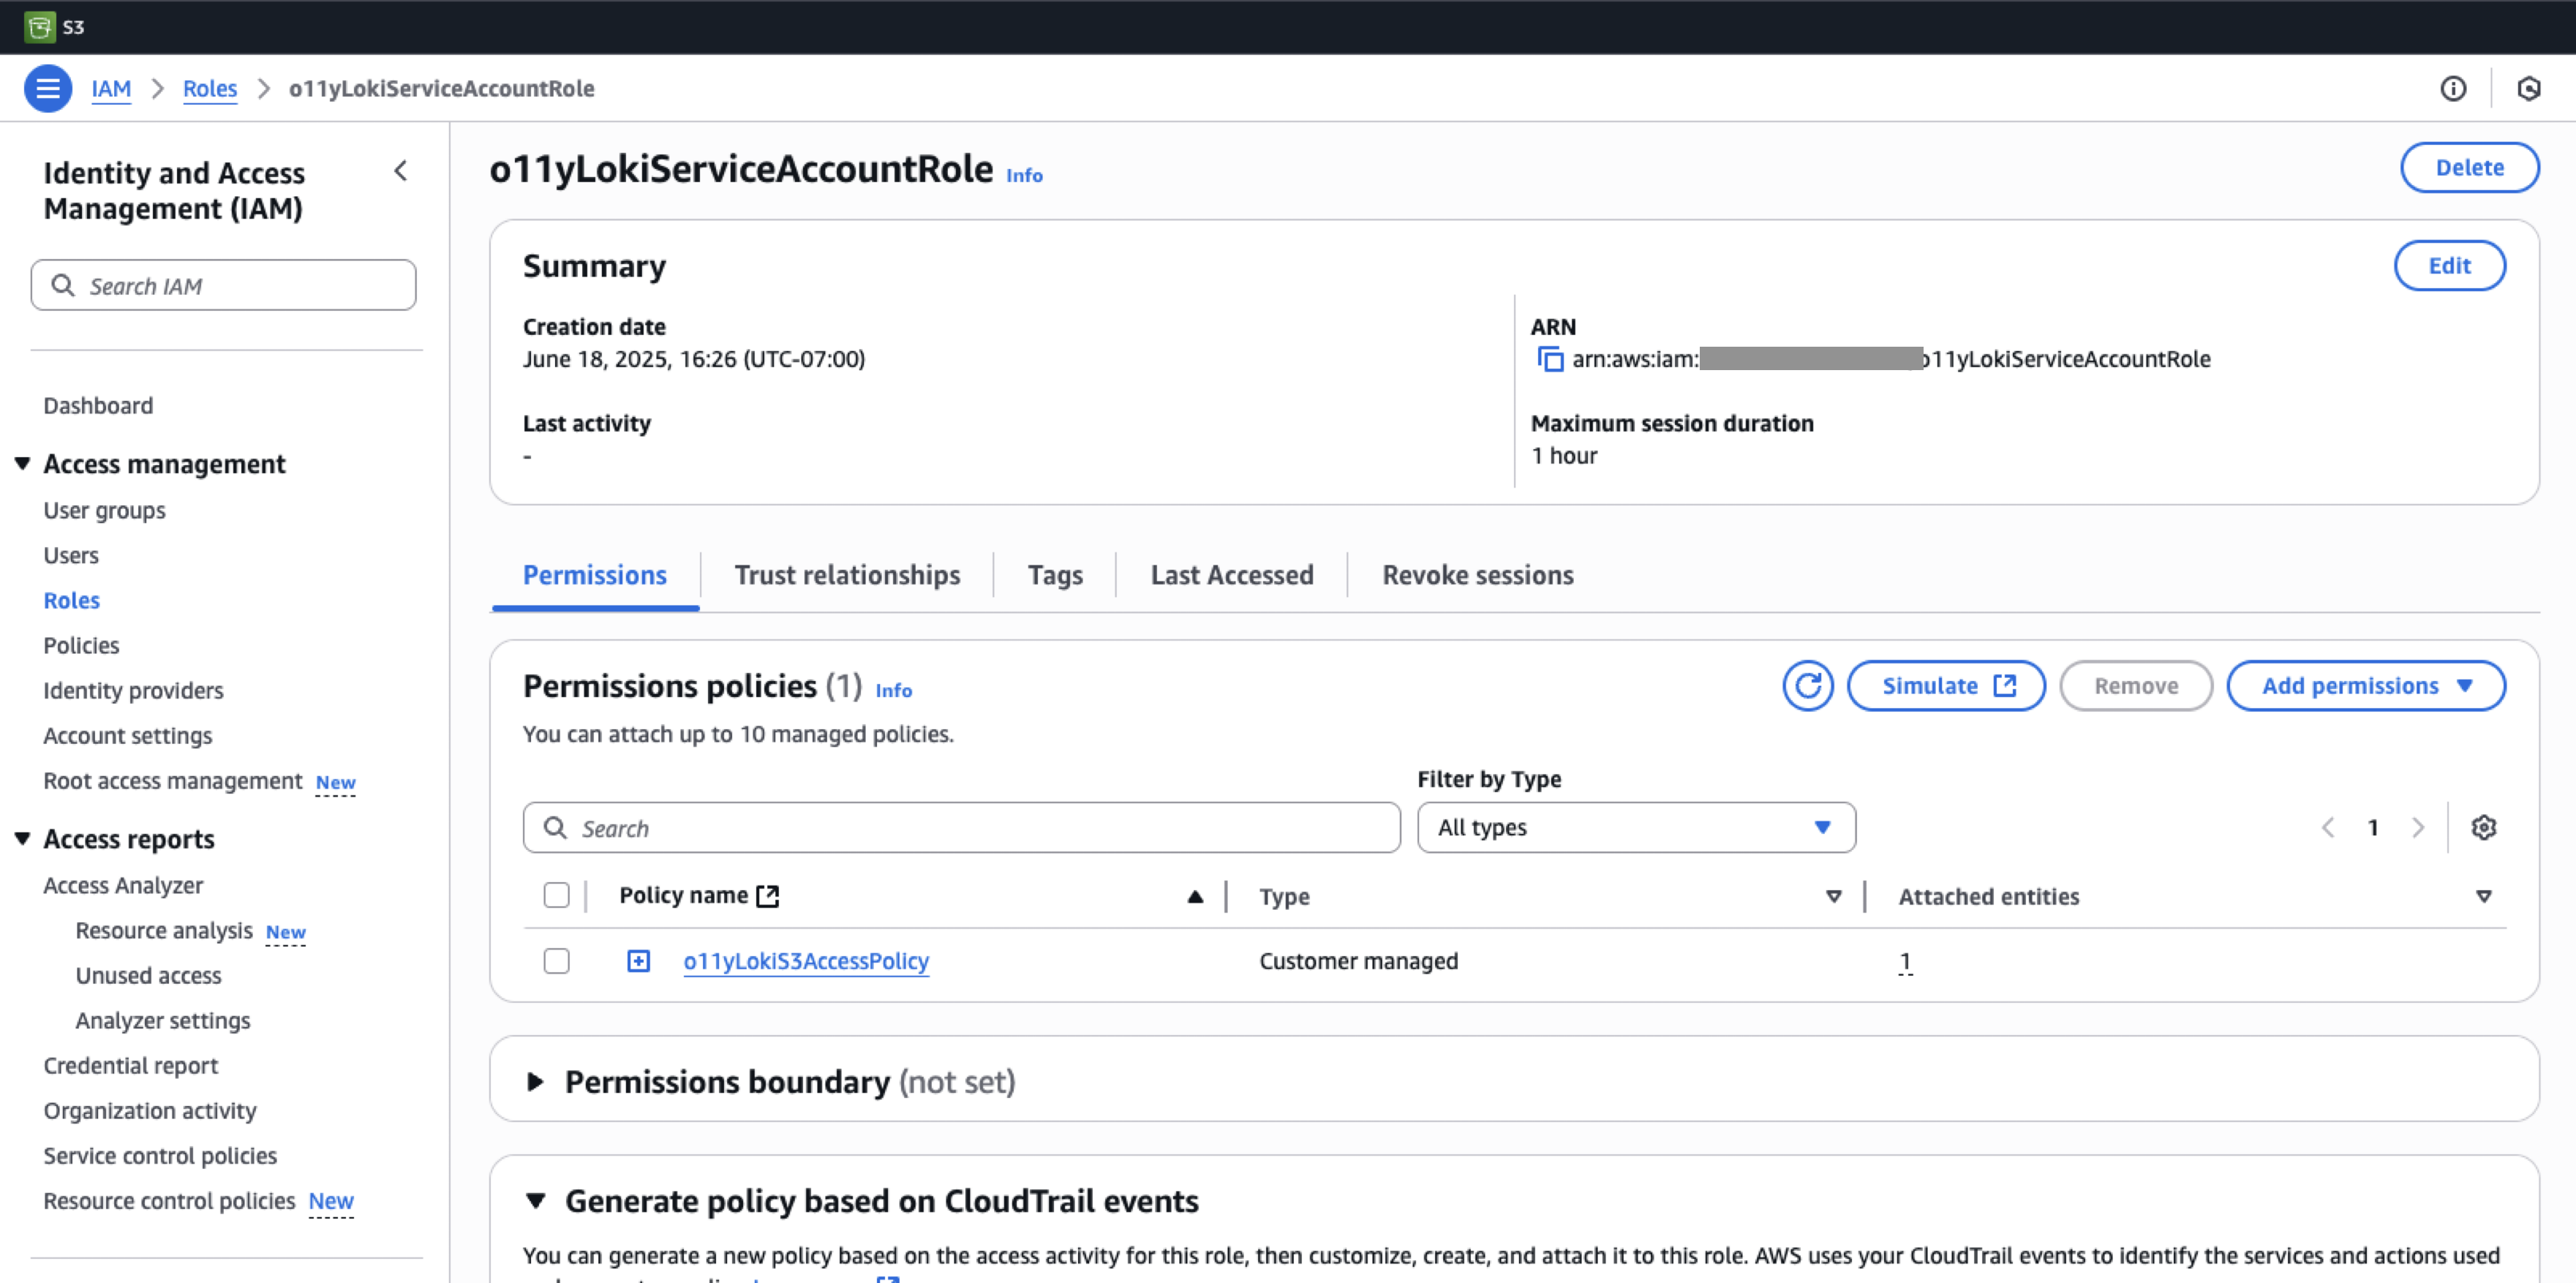 S3
IAM > Roles > o11yLokiServiceAccountRole
Identity and Access
Management (IAM)
Search IAM
Dashboard
Access management
User groups
Users
Roles
Policies
Identity providers
Account settings
Root access management New
Access reports
Access Analyzer
Resource analysis New
Unused access
Analyzer settings
Credential report
Organization activity
Service control policies
Resource control policies New
o11yLokiServiceAccountRole Info
Delete
Summary
Edit
Creation date
June 18, 2025, 16:26 (UTC-07:00)
ARN
arn:aws:iam: o11yLokiServiceAccountRole
Last activity
-
Maximum session duration
1 hour
Permissions Trust relationships Tags Last Accessed Revoke sessions
Permissions policies (1) Info
Simulate Remove Add permissions
You can attach up to 10 managed policies.
Filter by Type
Search
All types
1
Policy name Type Attached entities
o11yLokiS3AccessPolicy Customer managed 1
Permissions boundary (not set)
Generate policy based on CloudTrail events
You can generate a new policy based on the access activity for this role, then customize, create, and attach it to this role. AWS uses your CloudTrail events to identify the services and actions used